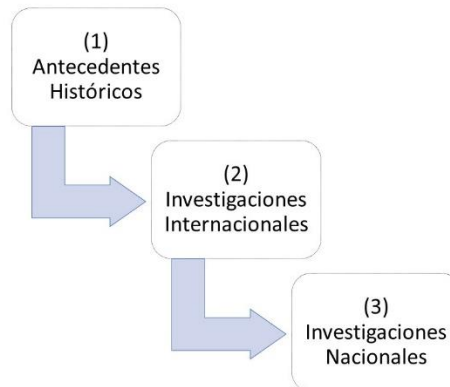 (1)
Antecedentes
Históricos
(2)
Investigaciones
Internacionales
(3)
Investigaciones
Nacionales